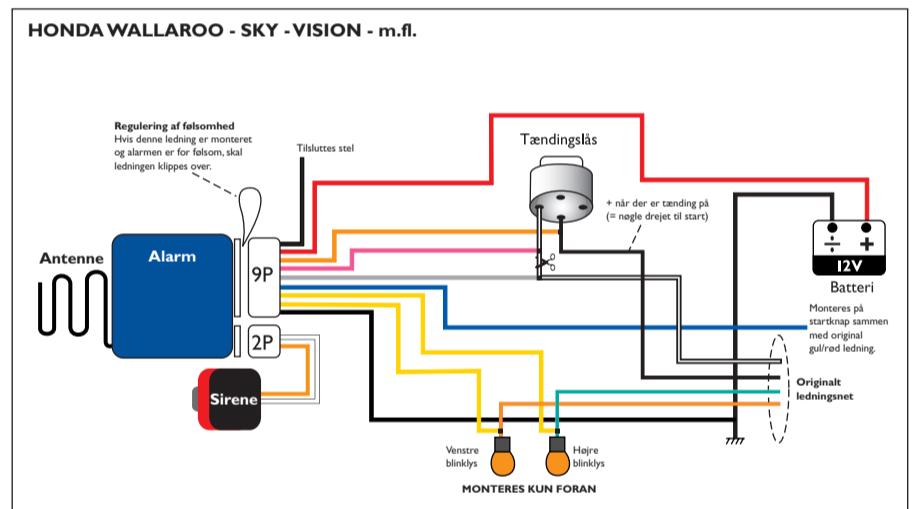 HONDA WALLAROO - SKY - VISION - m.fl.
Regulering af følsomhed
Hvis denne ledning er monteret
og alarmen er for følsom, skal
ledningen klippes over.
Tilsluttes stel
Tændingslås
+ når der er tænding på
(= nøgle drejet til start)
Antenne
Alarm
9P
2P
Sirene
÷ +
12V
Batteri
Monteres på
startknap sammen
med original
gul/rød ledning.
Originalt
ledningsnet
Venstre
blinklys
Højre
blinklys
MONTERES KUN FORAN